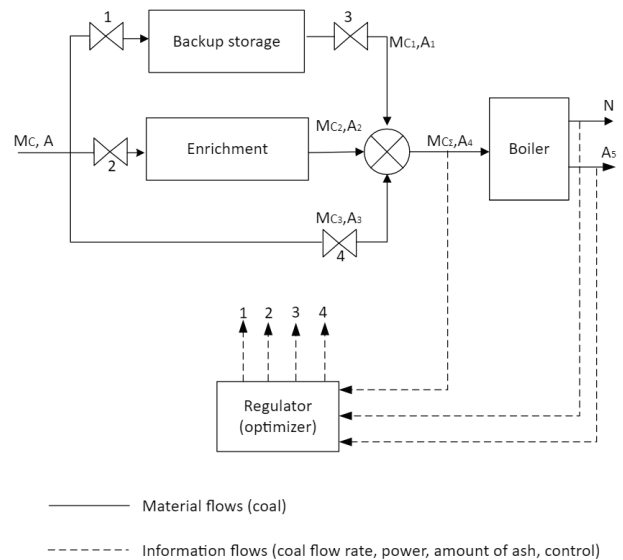 1
Backup storage
3
MC1,A1
MC, A
2
Enrichment
MC2,A2
MCΣ,A4
Boiler
N
A5
MC3,A3
4
1 2 3 4
Regulator
(optimizer)
Material flows (coal)
Information flows (coal flow rate, power, amount of ash, control)